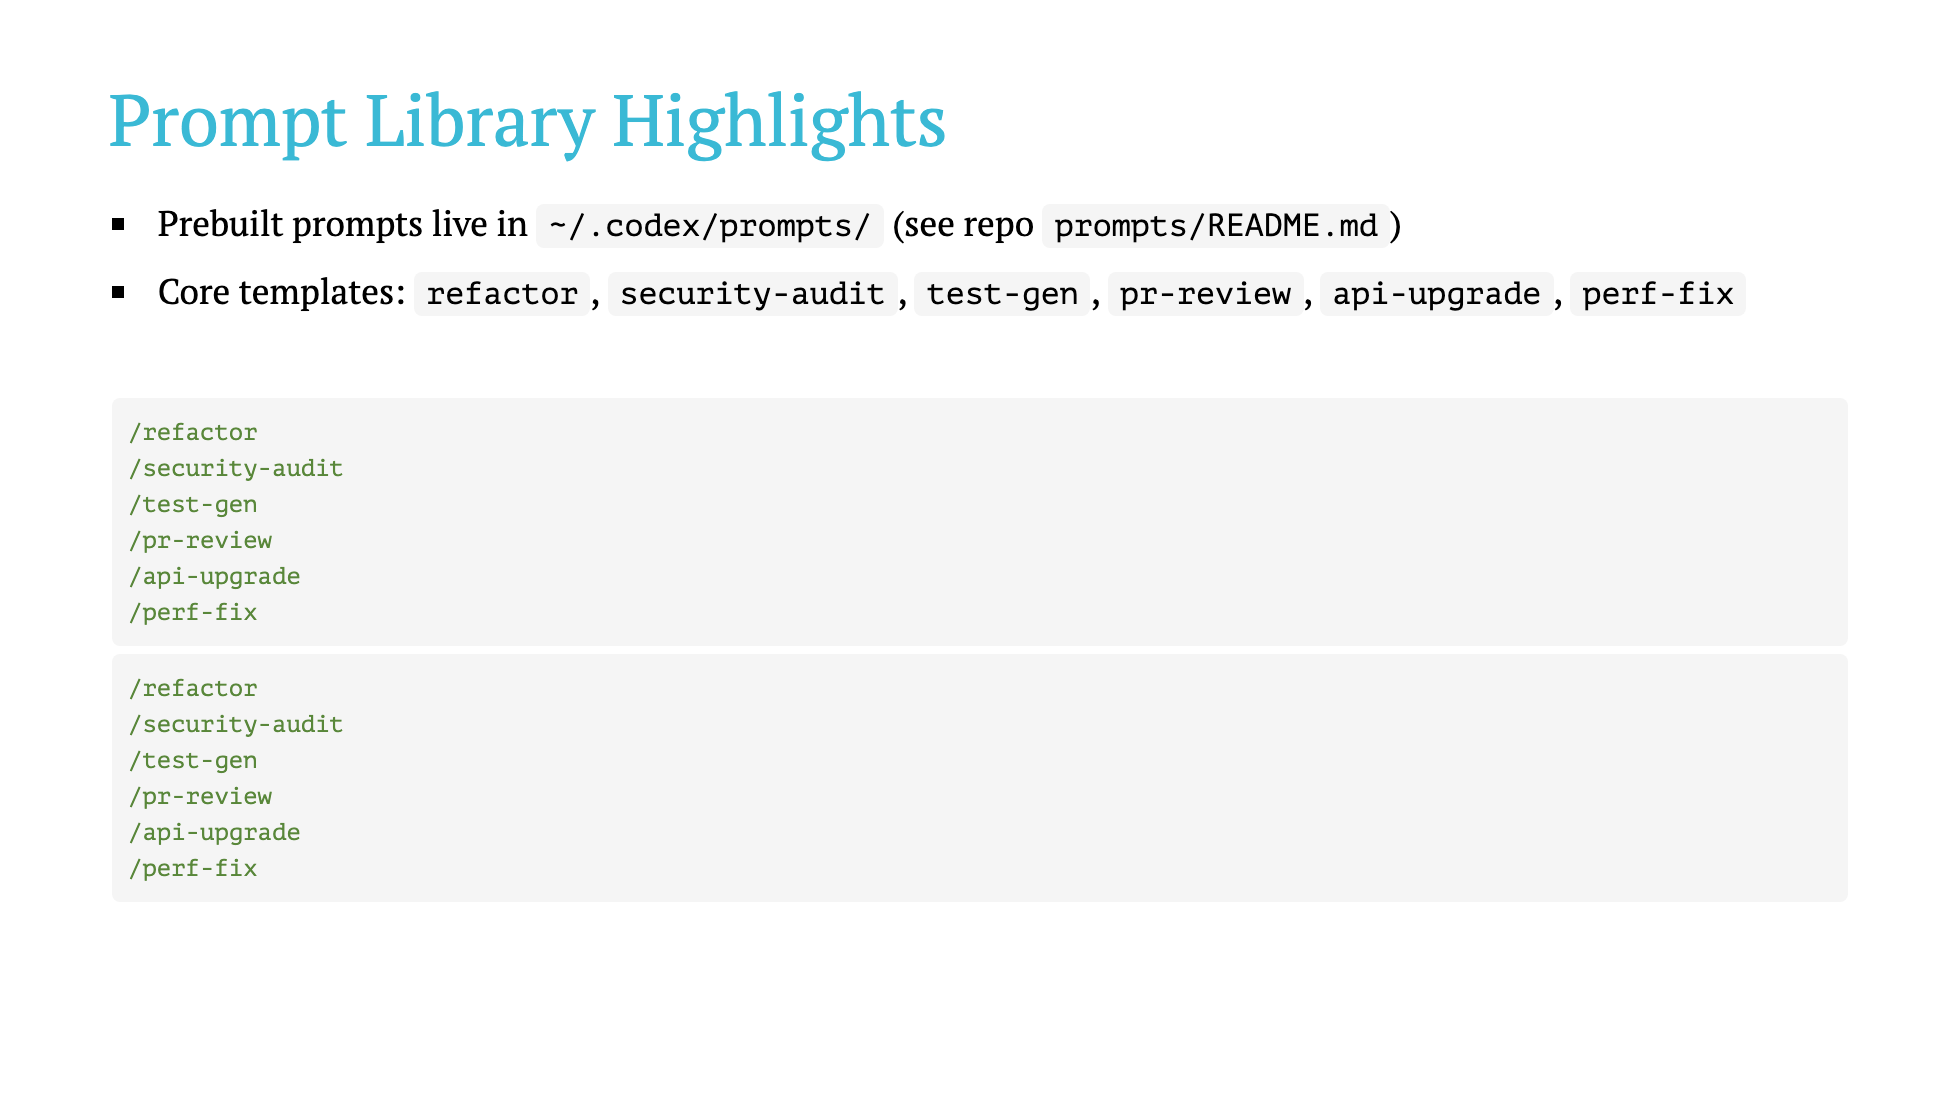 Prompt Library Highlights
Prebuilt prompts live in ~/.codex/prompts/ (see repo prompts/README.md)
Core templates: refactor, security-audit, test-gen, pr-review, api-upgrade, perf-fix
/refactor
/security-audit
/test-gen
/pr-review
/api-upgrade
/perf-fix
/refactor
/security-audit
/test-gen
/pr-review
/api-upgrade
/perf-fix